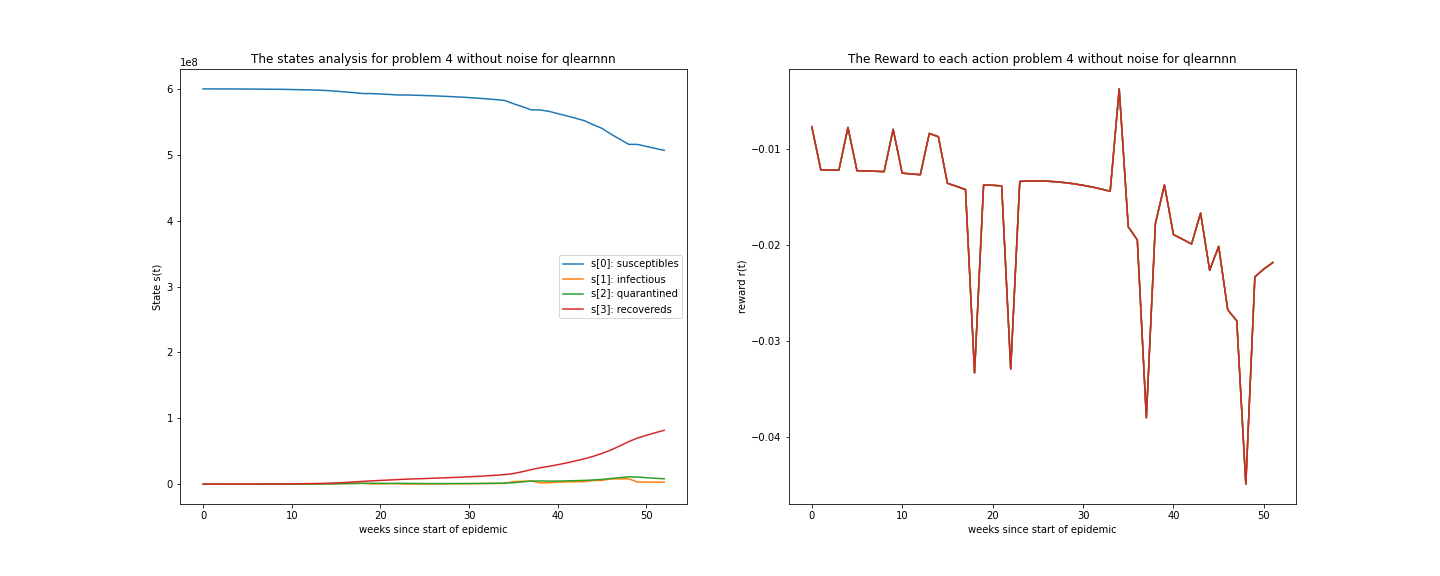 The states analysis for problem 4 without noise for qlearnnn
1e8
6
5
4
3
2
1
0
State s(t)
s[0]: susceptibles
s[1]: infectious
s[2]: quarantined
s[3]: recovereds
0 10 20 30 40 50
weeks since start of epidemic
The Reward to each action problem 4 without noise for qlearnnn
−0.01
−0.02
−0.03
−0.04
reward r(t)
0 10 20 30 40 50
weeks since start of epidemic